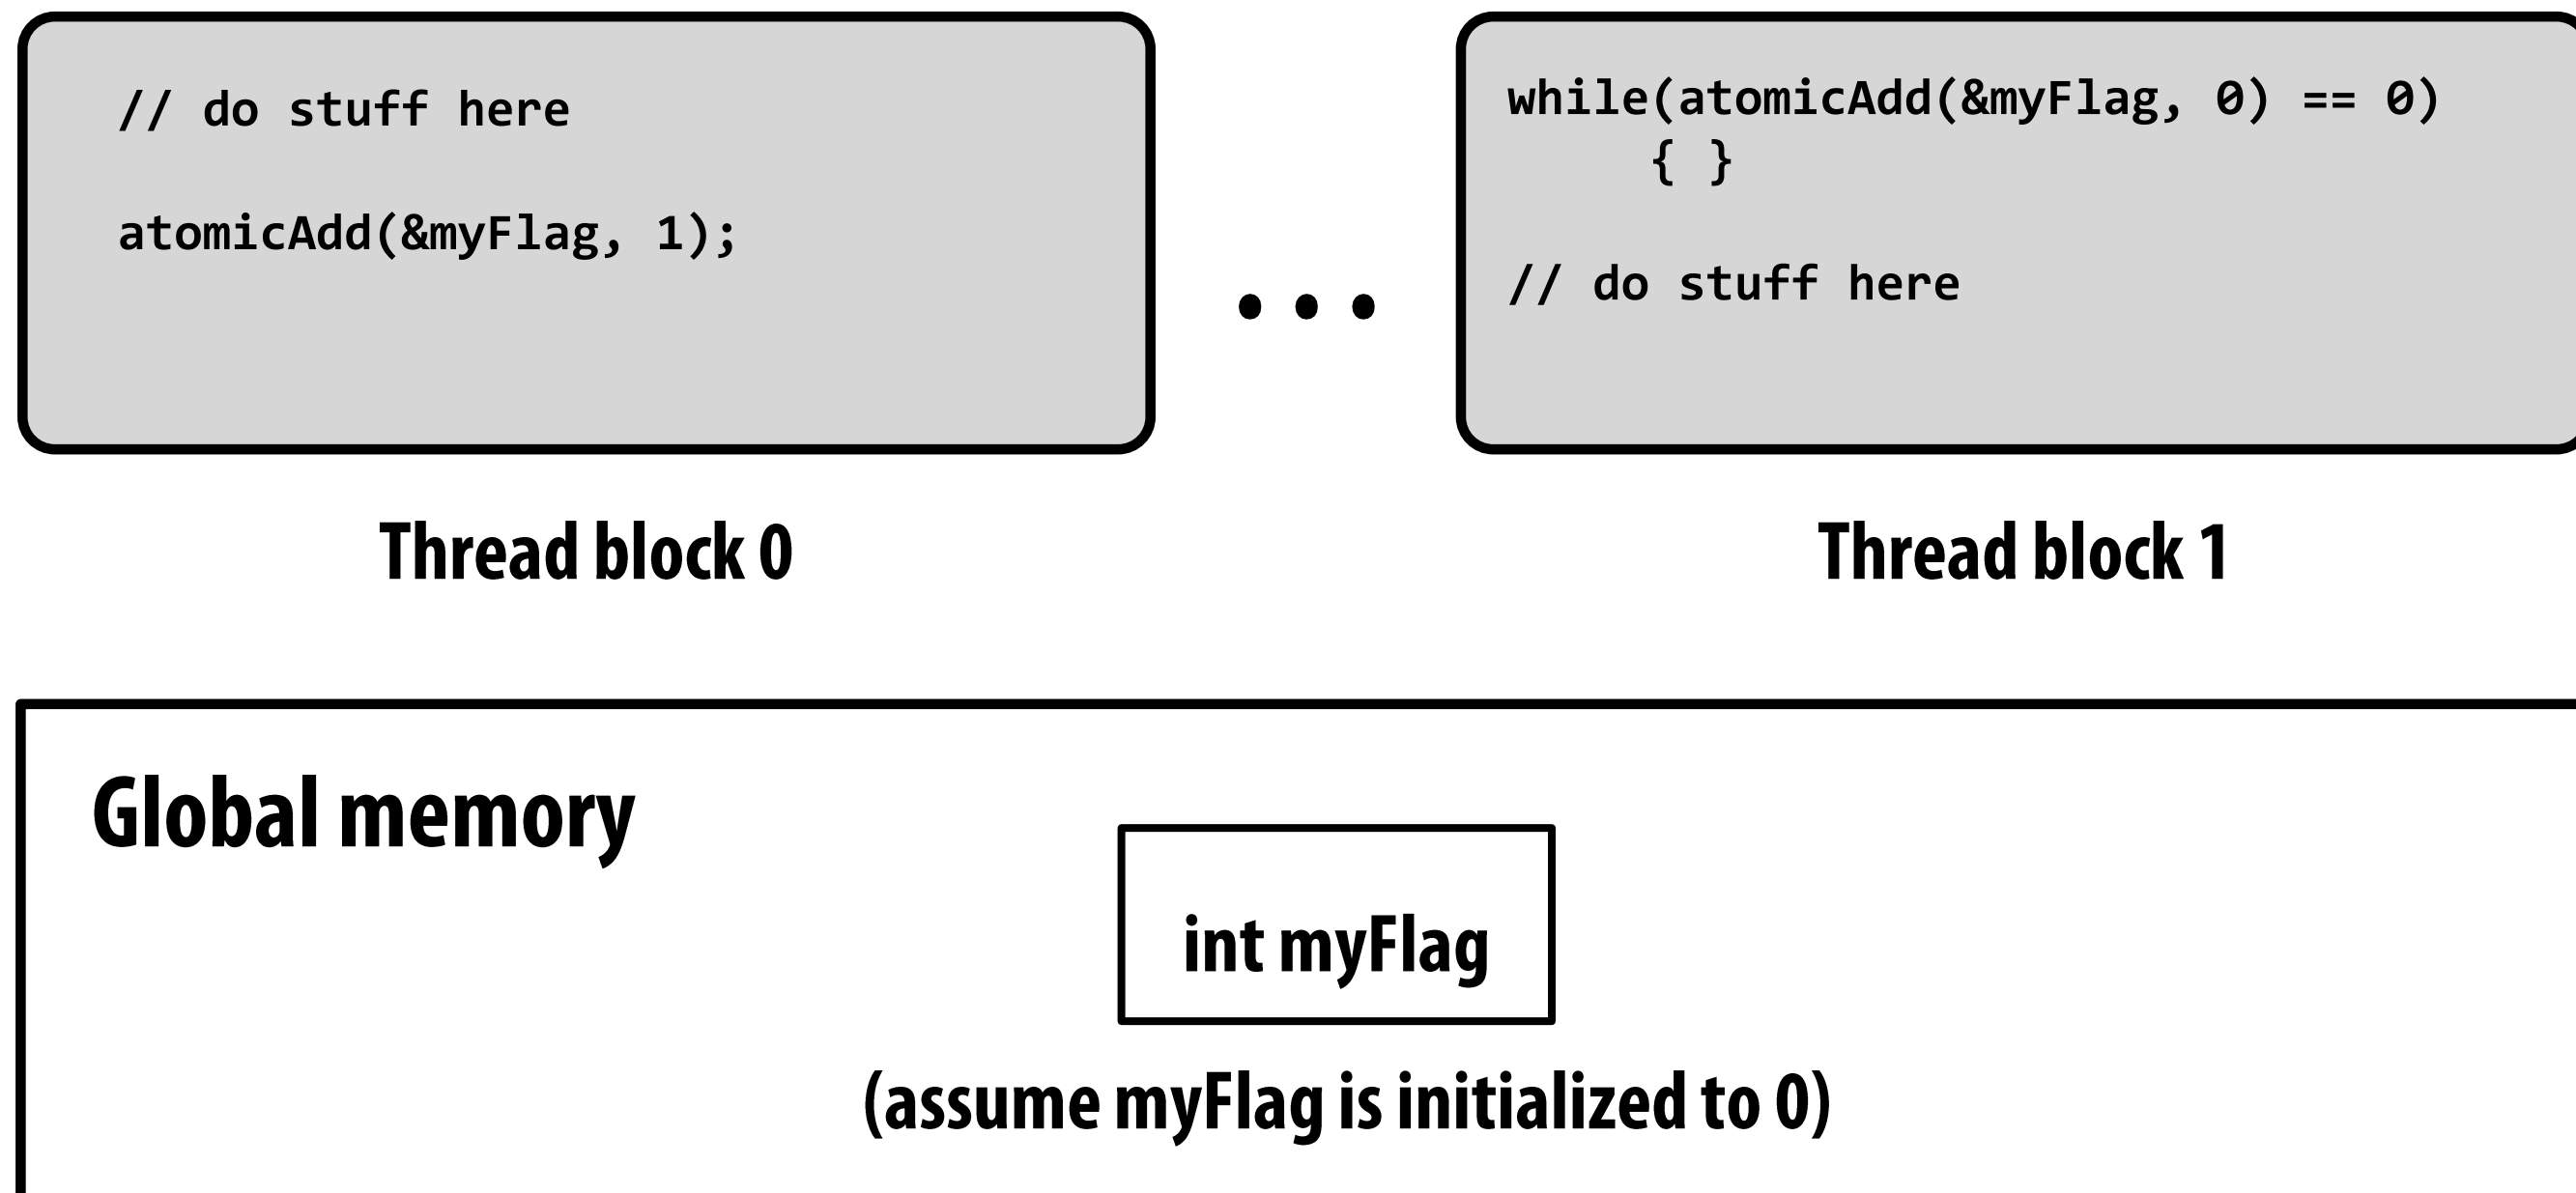 // do stuff here
atomicAdd(&myFlag, 1);
while(atomicAdd(&myFlag, 0) == 0)
{ }
// do stuff here
Thread block 0
Thread block 1
Global memory
int myFlag
(assume myFlag is initialized to 0)